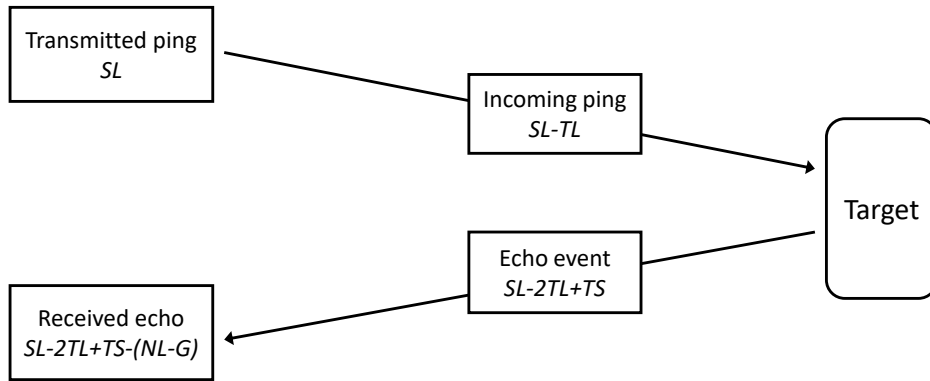 Transmitted ping
SL
Incoming ping
SL-TL
Target
Echo event
SL-2TL+TS
Received echo
SL-2TL+TS-(NL-G)